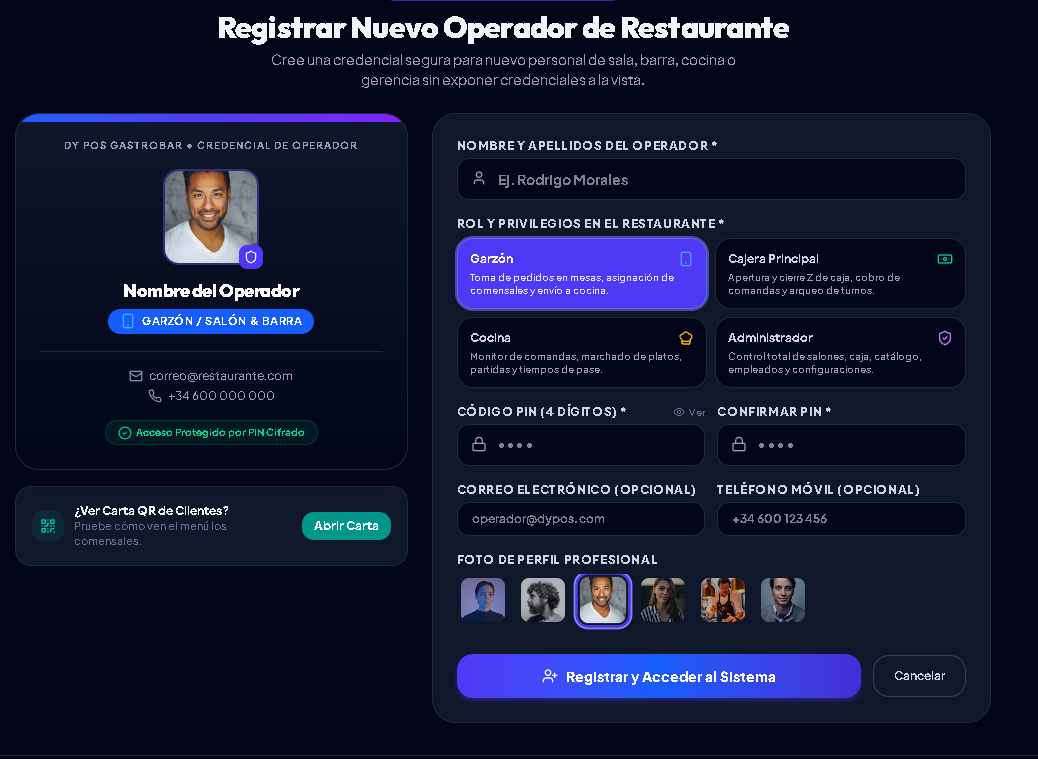 Registrar Nuevo Operador de Restaurante
Cree una credencial segura para nuevo personal de sala, barra, cocina o
gerencia sin exponer credenciales a la vista.
DY POS GASTROBAR ● CREDENCIAL DE OPERADOR
Nombre del Operador
GARZÓN / SALÓN & BARRA
correo@restaurante.com
+34 600 000 000
Acceso Protegido por PIN Cifrado
¿Ver Carta QR de Clientes?
Pruebe cómo ven el menú los
comensales.
Abrir Carta
NOMBRE Y APELLIDOS DEL OPERADOR *
Ej. Rodrigo Morales
ROL Y PRIVILEGIOS EN EL RESTAURANTE *
Garzón
Toma de pedidos en mesas, asignación de
comensales y envío a cocina.
Cajera Principal
Apertura y cierre Z de caja, cobro de
comandas y arqueo de turnos.
Cocina
Monitor de comandas, marchado de platos,
partidas y tiempos de pase.
Administrador
Control total de salones, caja, catálogo,
empleados y configuraciones.
CÓDIGO PIN (4 DÍGITOS) *
Ver
CONFIRMAR PIN *
••••
••••
CORREO ELECTRÓNICO (OPCIONAL)
TELÉFONO MÓVIL (OPCIONAL)
operador@dypos.com
+34 600 123 456
FOTO DE PERFIL PROFESIONAL
Registrar y Acceder al Sistema
Cancelar